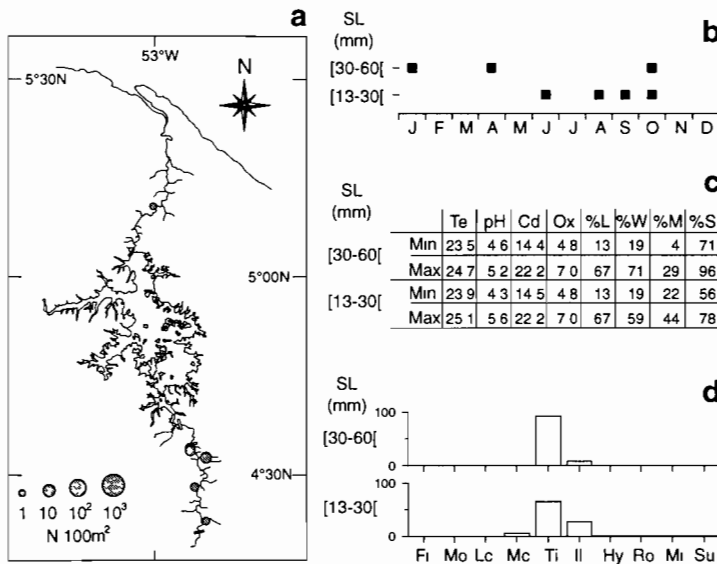 a
53°W
5°30N
N
5°00N
4°30N
1 10 10² 10³
N 100m²
b
SL
(mm)
[30-60[
[13-30[
J F M A M J J A S O N D
c
SL
(mm)
Te pH Cd Ox %L %W %M %S
[30-60[
Min 23 5 4 6 14 4 4 8 13 19 4 71
Max 24 7 5 2 22 2 7 0 67 71 29 96
[13-30[
Min 23 9 4 3 14 5 4 8 13 19 22 56
Max 25 1 5 6 22 2 7 0 67 59 44 78
d
SL
(mm)
100
[30-60[
0
100
[13-30[
0
Fi Mo Lc Mc Ti Il Hy Ro Mi Su